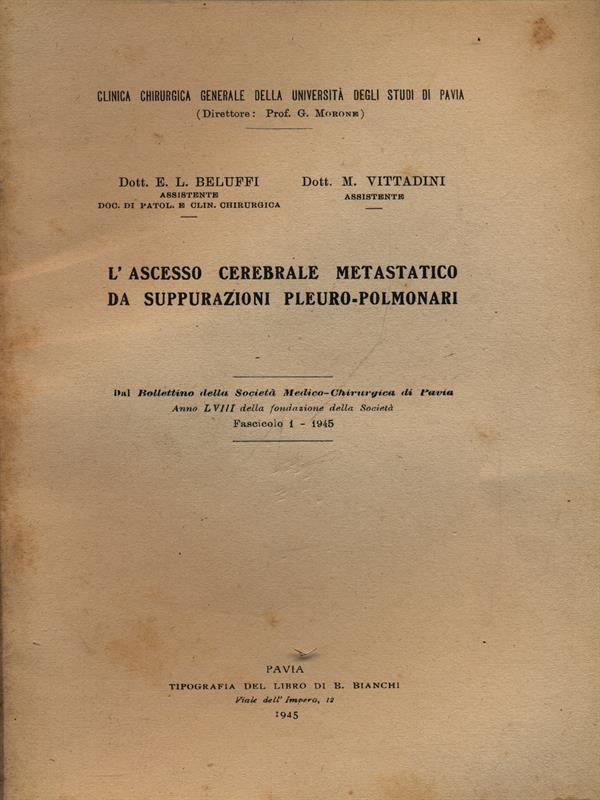 CLINICA CHIRURGICA GENERALE DELLA UNIVERSITÀ DEGLI STUDI DI PAVIA
(Direttore: Prof. G. MORONE)
Dott. E. L. BELUFFI
ASSISTENTE
DOC. DI PATOL. E CLIN. CHIRURGICA
Dott. M. VITTADINI
ASSISTENTE
L'ASCESSO CEREBRALE METASTATICO
DA SUPPURAZIONI PLEURO-POLMONARI
Dal Bollettino della Società Medico-Chirurgica di Pavia
Anno LVIII della fondazione della Società
Fascicolo 1 - 1945
PAVIA
TIPOGRAFIA DEL LIBRO DI B. BIANCHI
Viale dell'Impero, 12
1945